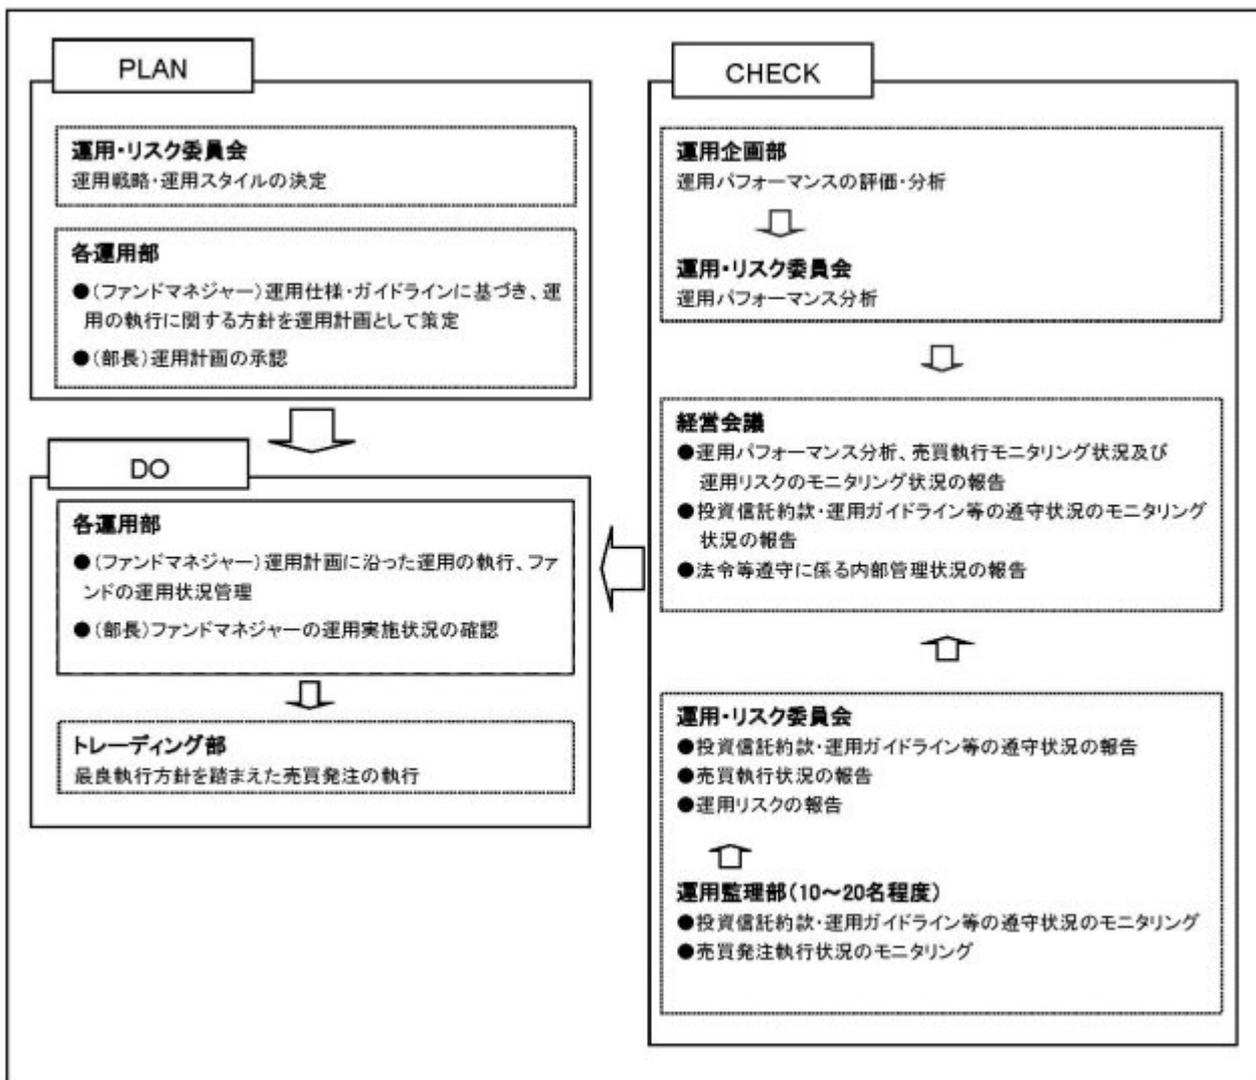 PLAN
運用・リスク委員会
運用戦略・運用スタイルの決定
各運用部
●(ファンドマネジャー)運用仕様・ガイドラインに基づき、運
用の執行に関する方針を運用計画として策定
●(部長)運用計画の承認
DO
各運用部
●(ファンドマネジャー)運用計画に沿った運用の執行、ファ
ンドの運用状況管理
●(部長)ファンドマネジャーの運用実施状況の確認
トレーディング部
最良執行方針を踏まえた売買発注の執行
CHECK
運用企画部
運用パフォーマンスの評価・分析
運用・リスク委員会
運用パフォーマンス分析
経営会議
●運用パフォーマンス分析、売買執行モニタリング状況及び
運用リスクのモニタリング状況の報告
●投資信託約款・運用ガイドライン等の遵守状況のモニタリング
状況の報告
●法令等遵守に係る内部管理状況の報告
運用・リスク委員会
●投資信託約款・運用ガイドライン等の遵守状況の報告
●売買執行状況の報告
●運用リスクの報告
運用監理部(10～20名程度)
●投資信託約款・運用ガイドライン等の遵守状況のモニタリング
●売買発注執行状況のモニタリング